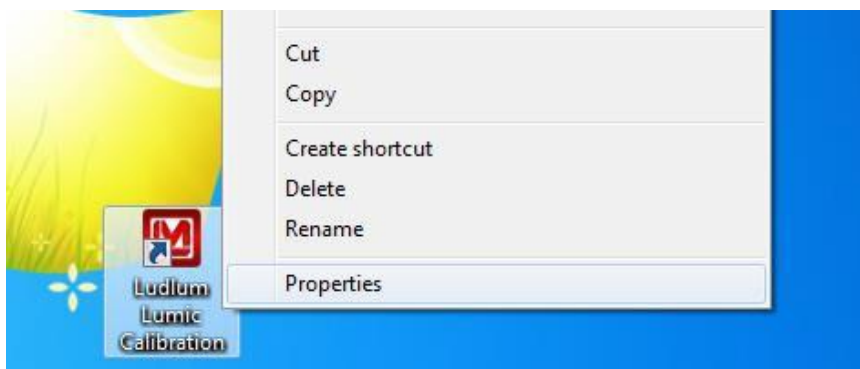 Cut
Copy
Create shortcut
Delete
Rename
Properties
Ludlum
Lumic
Calibration